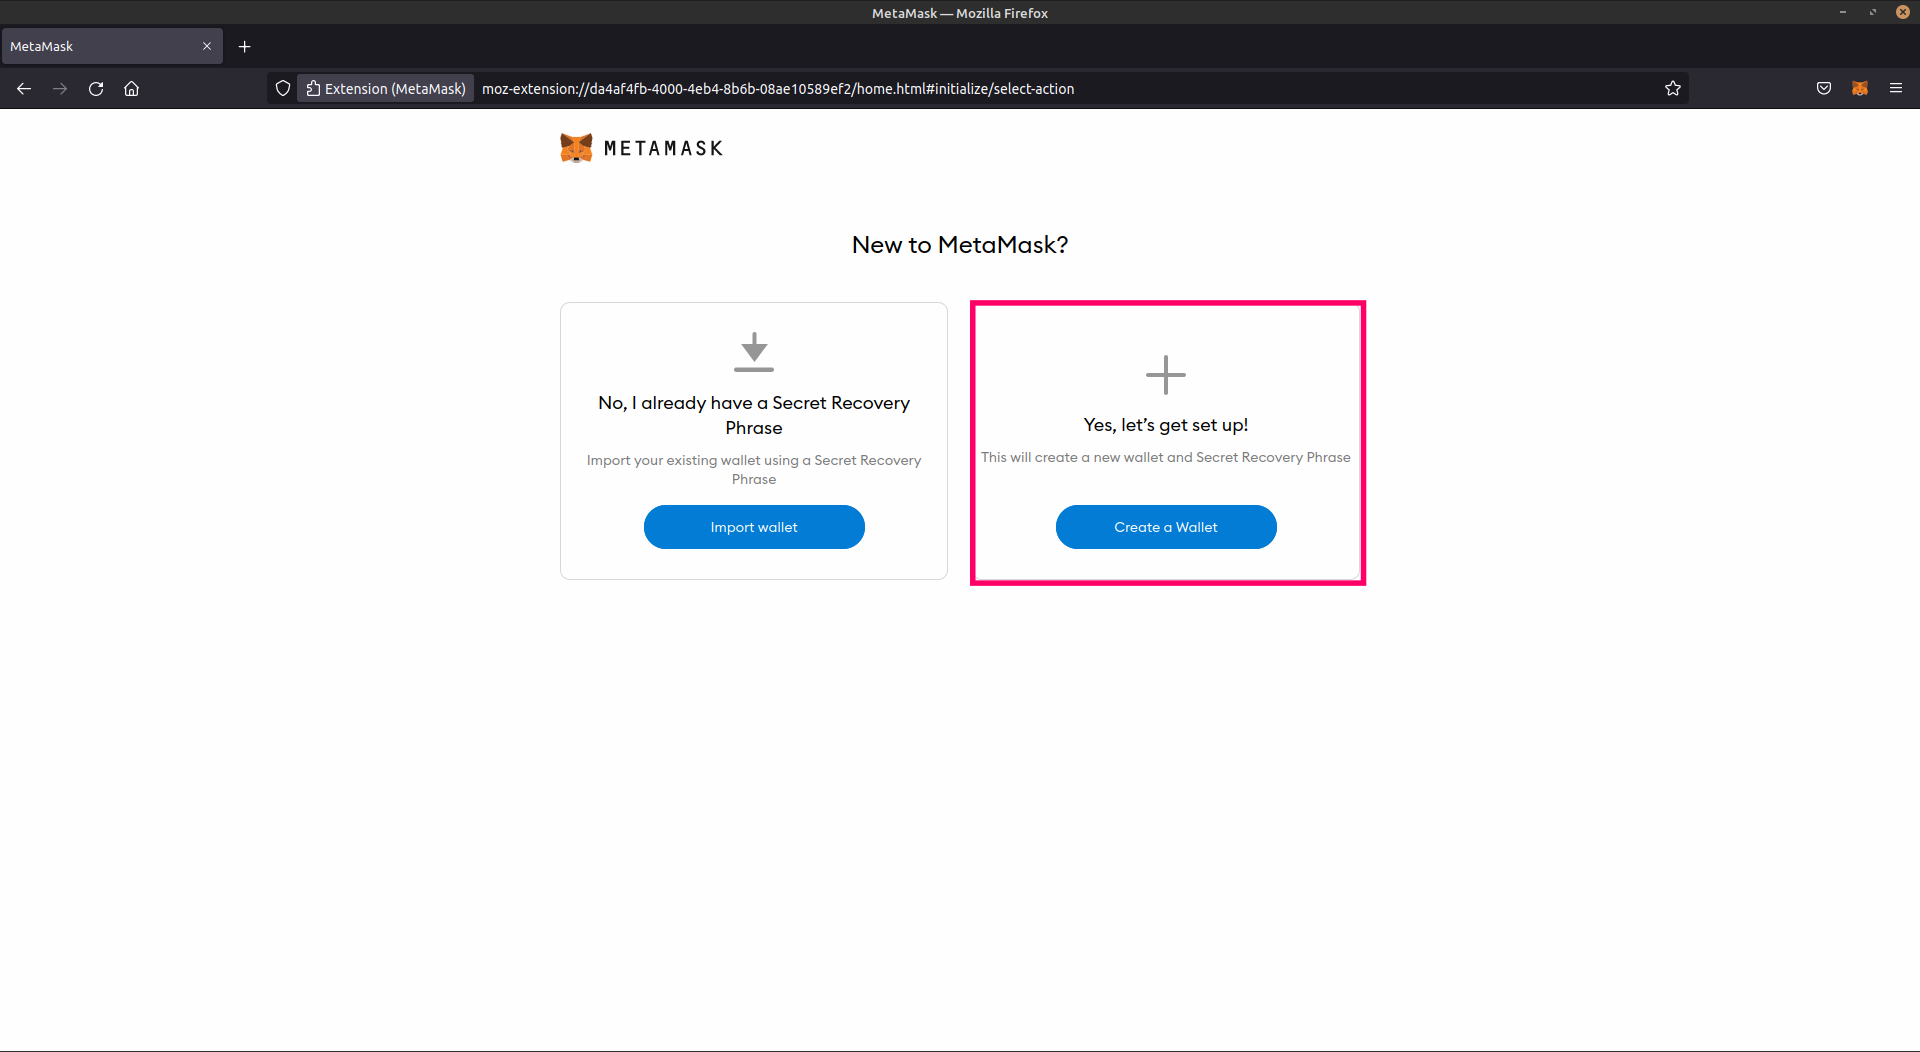 MetaMask — Mozilla Firefox
MetaMask
Extension (MetaMask) moz-extension://da4af4fb-4000-4eb4-8b6b-08ae10589ef2/home.html#initialize/select-action
METAMASK
New to MetaMask?
No, I already have a Secret Recovery
Phrase
Import your existing wallet using a Secret Recovery
Phrase
Import wallet
Yes, let’s get set up!
This will create a new wallet and Secret Recovery Phrase
Create a Wallet